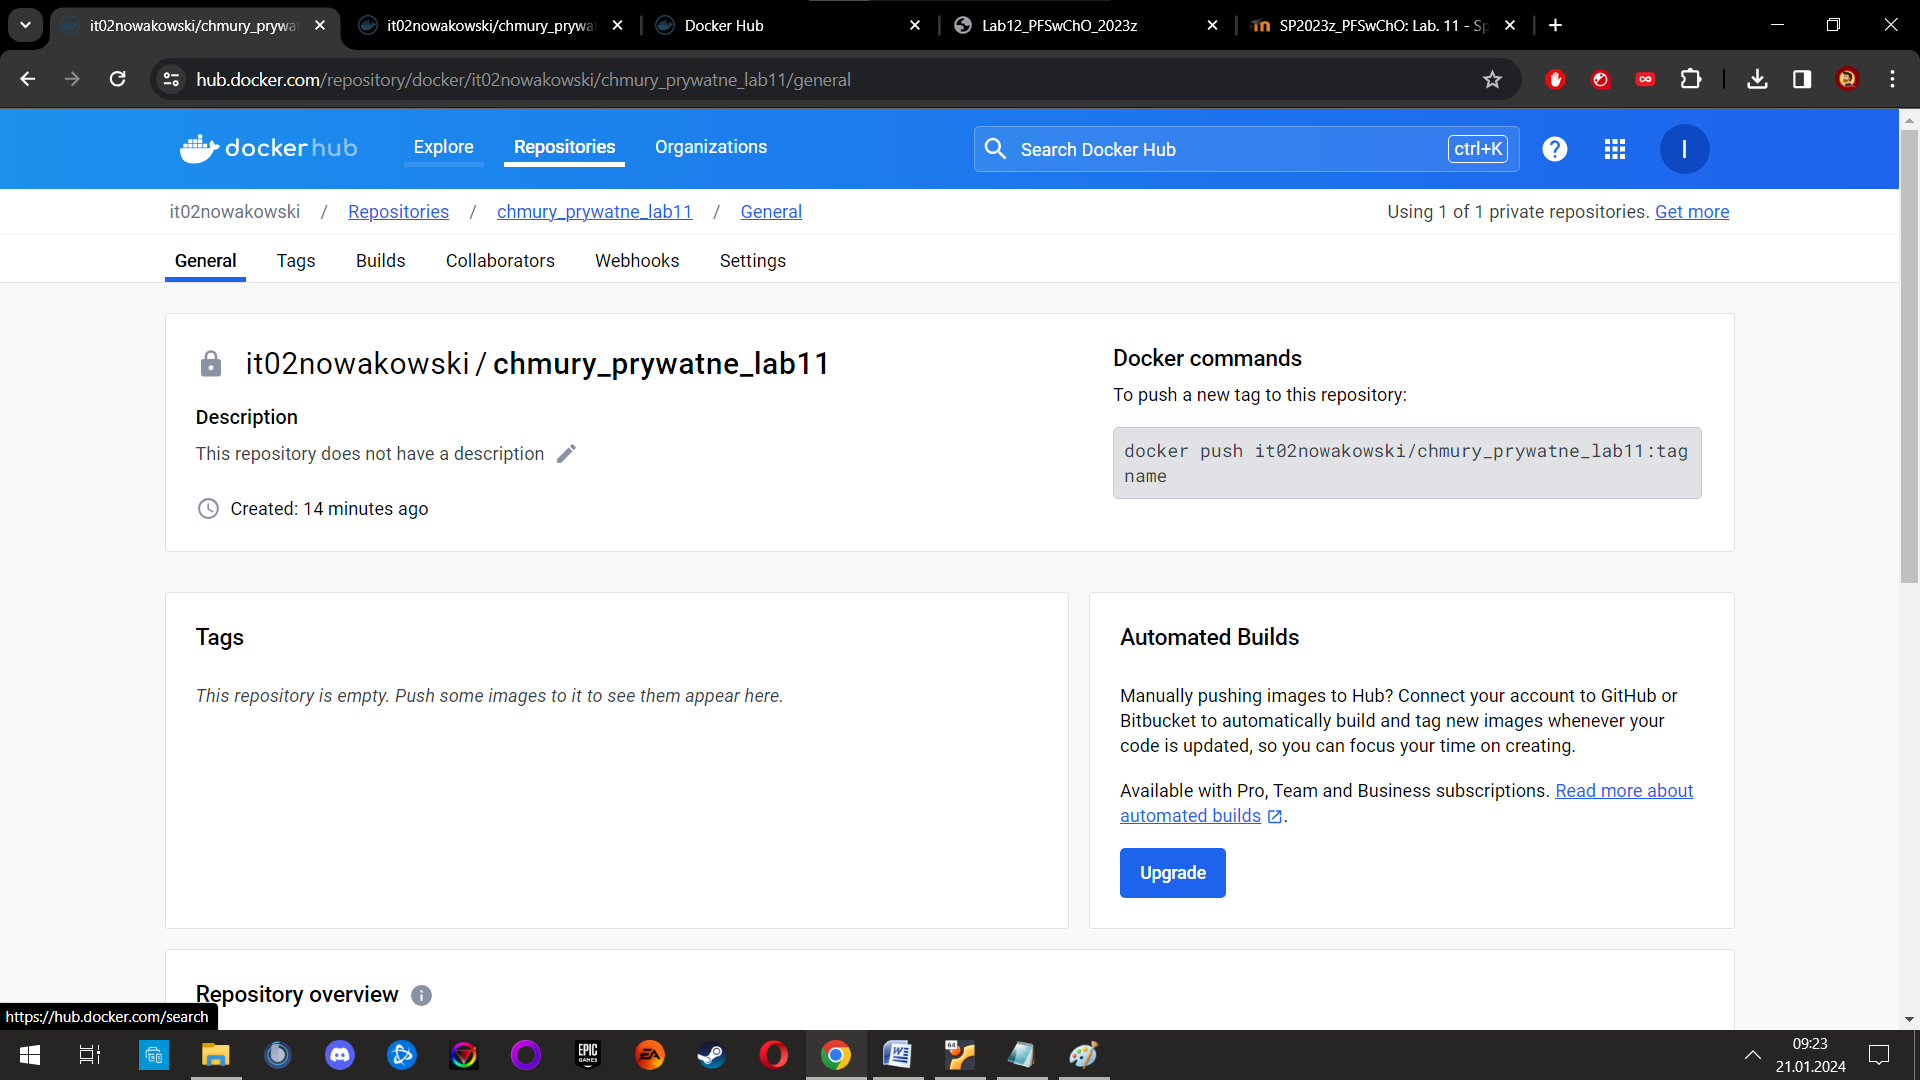 it02nowakowski/chmury_prywa
it02nowakowski/chmury_prywa
Docker Hub
Lab12_PFSwChO_2023z
SP2023z_PFSwChO: Lab. 11 - Sp
hub.docker.com/repository/docker/it02nowakowski/chmury_prywatne_lab11/general
dockerhub
Explore
Repositories
Organizations
Search Docker Hub
ctrl+K
?
I
it02nowakowski / Repositories / chmury_prywatne_lab11 / General
Using 1 of 1 private repositories. Get more
General
Tags
Builds
Collaborators
Webhooks
Settings
it02nowakowski / chmury_prywatne_lab11
Description
This repository does not have a description
Created: 14 minutes ago
Docker commands
To push a new tag to this repository:
docker push it02nowakowski/chmury_prywatne_lab11:tag
name
Tags
This repository is empty. Push some images to it to see them appear here.
Automated Builds
Manually pushing images to Hub? Connect your account to GitHub or
Bitbucket to automatically build and tag new images whenever your
code is updated, so you can focus your time on creating.
Available with Pro, Team and Business subscriptions. Read more about
automated builds .
Upgrade
Repository overview
https://hub.docker.com/search
EPIC
GAMES
EA
W
64
09:23
21.01.2024